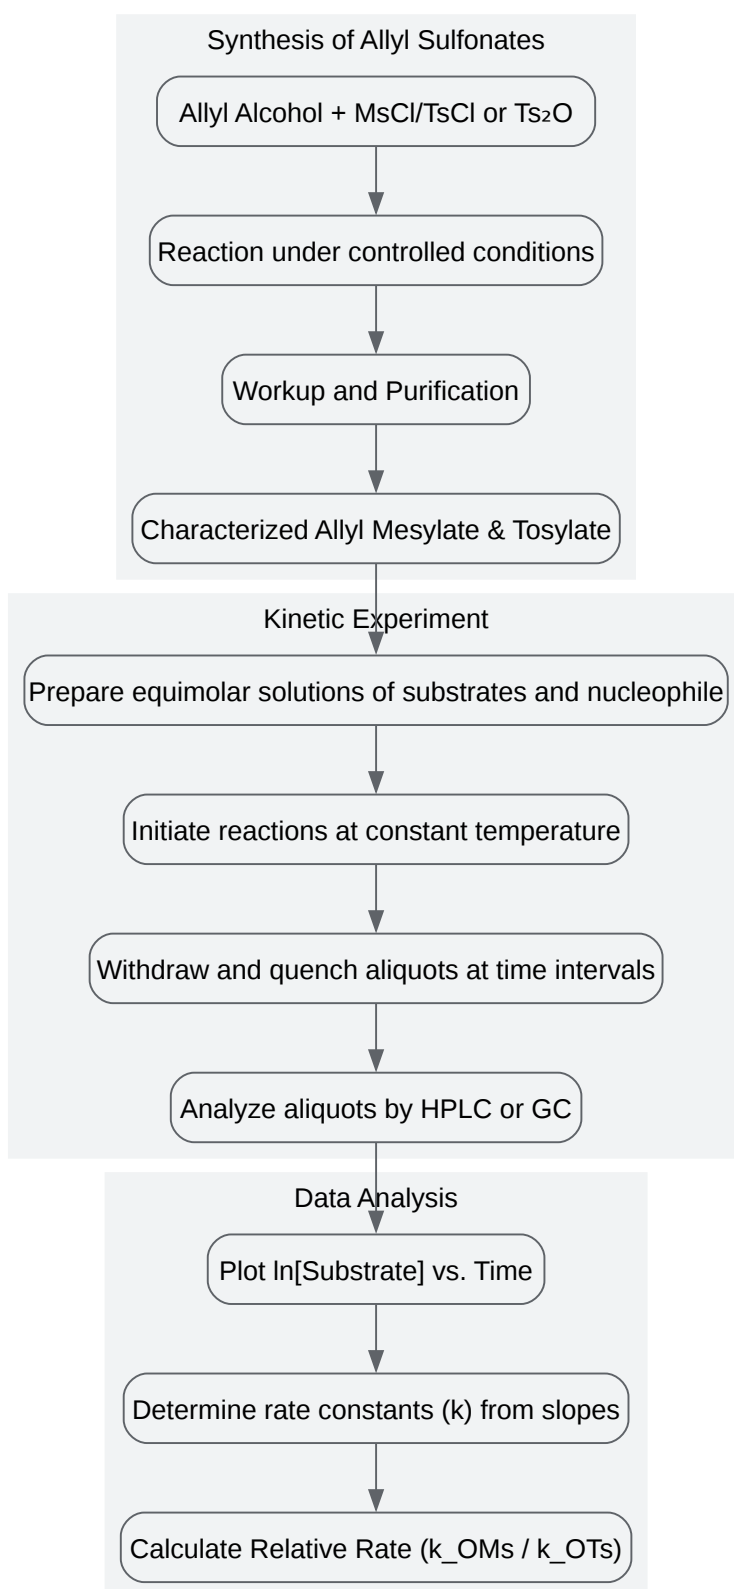 Synthesis of Allyl Sulfonates
Allyl Alcohol + MsCl/TsCl or Ts₂O
Reaction under controlled conditions
Workup and Purification
Characterized Allyl Mesylate & Tosylate
Kinetic Experiment
Prepare equimolar solutions of substrates and nucleophile
Initiate reactions at constant temperature
Withdraw and quench aliquots at time intervals
Analyze aliquots by HPLC or GC
Data Analysis
Plot ln[Substrate] vs. Time
Determine rate constants (k) from slopes
Calculate Relative Rate (k_OMs / k_OTs)